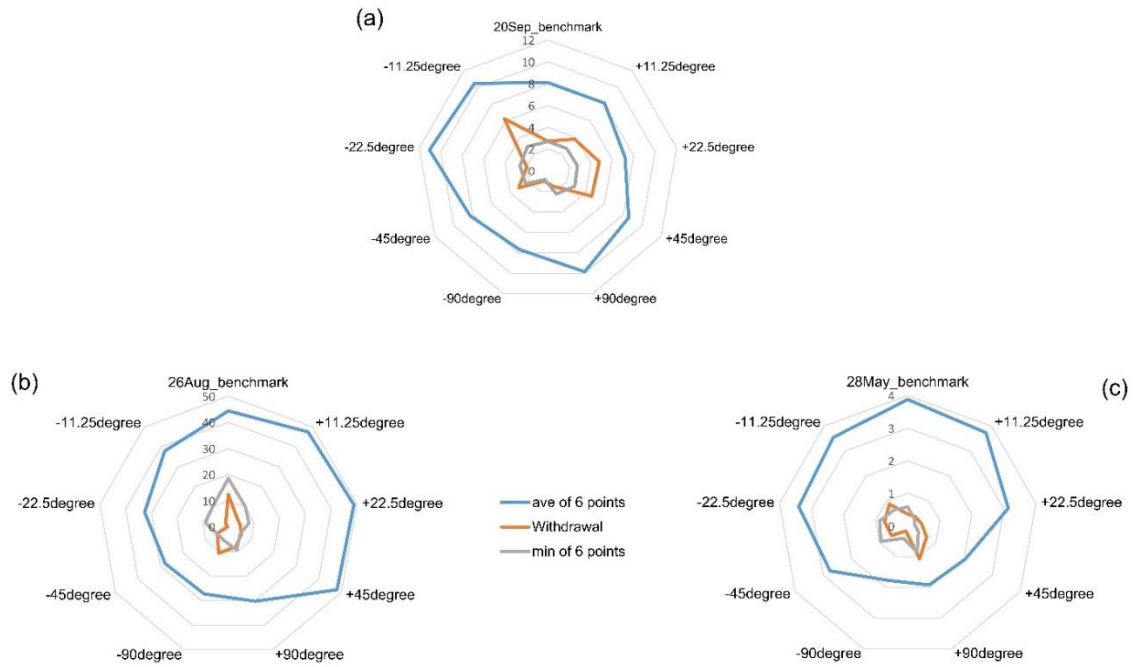 (a)
20Sep_benchmark
12
10
8
6
4
2
0
+11.25degree
+22.5degree
+45degree
+90degree
-90degree
-45degree
-22.5degree
-11.25degree
(b)
26Aug_benchmark
50
40
30
20
10
0
+11.25degree
+22.5degree
+45degree
+90degree
-90degree
-45degree
-22.5degree
-11.25degree
ave of 6 points
Withdrawal
min of 6 points
(c)
28May_benchmark
4
3
2
1
0
+11.25degree
+22.5degree
+45degree
+90degree
-90degree
-45degree
-22.5degree
-11.25degree